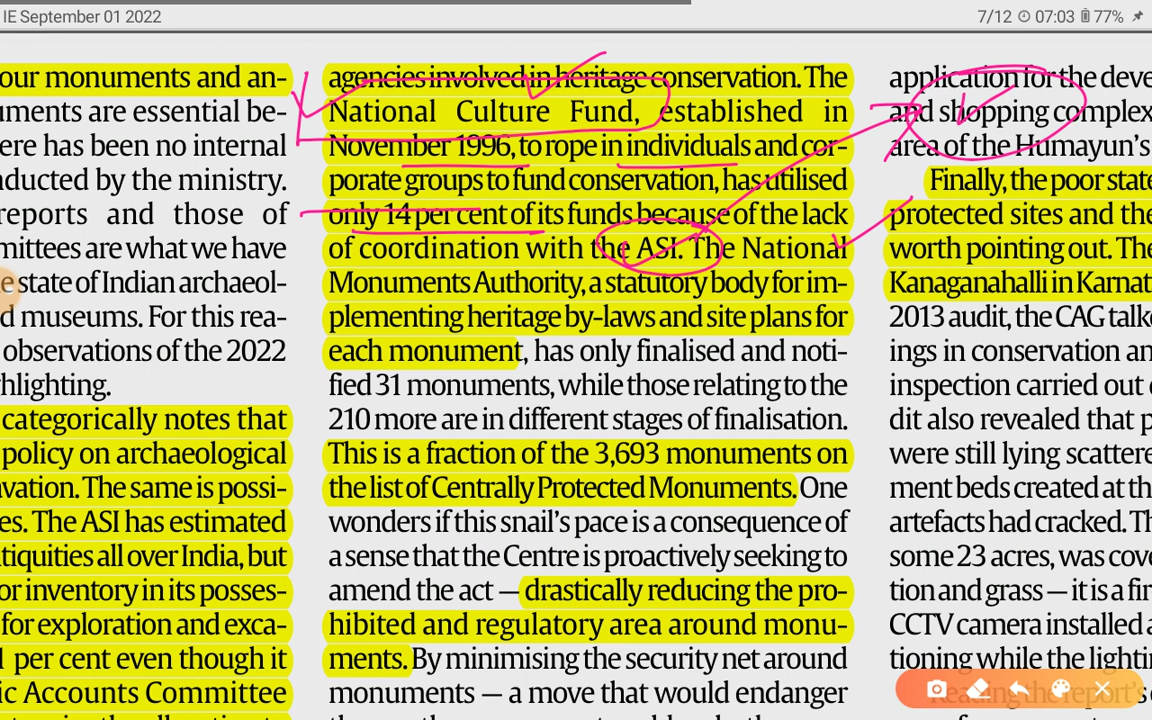 IE September 01 2022
7/12 07:03 77%
our monuments and an-
uments are essential be-
ere has been no internal
nducted by the ministry.
reports and those of
mittees are what we have
e state of Indian archaeol-
d museums. For this rea-
observations of the 2022
hlighting.
categorically notes that
policy on archaeological
vation. The same is possi-
es. The ASI has estimated
tiquities all over India, but
or inventory in its posses-
for exploration and exca-
1 per cent even though it
ic Accounts Committee
agencies involved in heritage conservation. The
National Culture Fund, established in
November 1996, to rope in individuals and cor-
porate groups to fund conservation, has utilised
only 14 per cent of its funds because of the lack
of coordination with the ASI. The National
Monuments Authority, a statutory body for im-
plementing heritage by-laws and site plans for
each monument, has only finalised and noti-
fied 31 monuments, while those relating to the
210 more are in different stages of finalisation.
This is a fraction of the 3,693 monuments on
the list of Centrally Protected Monuments. One
wonders if this snail’s pace is a consequence of
a sense that the Centre is proactively seeking to
amend the act — drastically reducing the pro-
hibited and regulatory area around monu-
ments. By minimising the security net around
monuments — a move that would endanger
application for the deve
and shopping complex
area of the Humayun’s
Finally, the poor state
protected sites and the
worth pointing out. The
Kanaganahalli in Karnat
2013 audit, the CAG talke
ings in conservation an
inspection carried out
dit also revealed that p
were still lying scattere
ment beds created at th
artefacts had cracked. Th
some 23 acres, was cove
tion and grass — it is a fin
CCTV camera installed a
tioning while the lightin
Reading the report’s